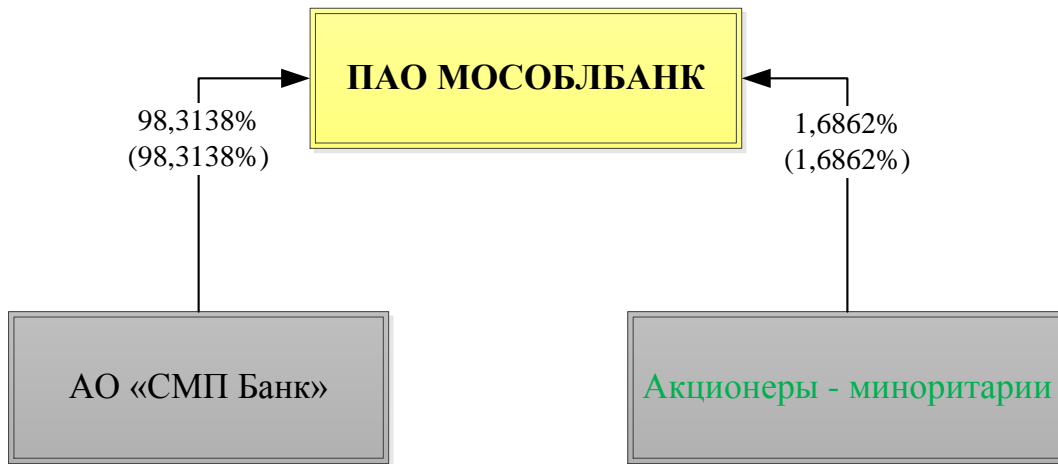 ПАО МОСОБЛБАНК
98,3138%
(98,3138%)
1,6862%
(1,6862%)
АО «СМП Банк»
Акционеры - миноритарии